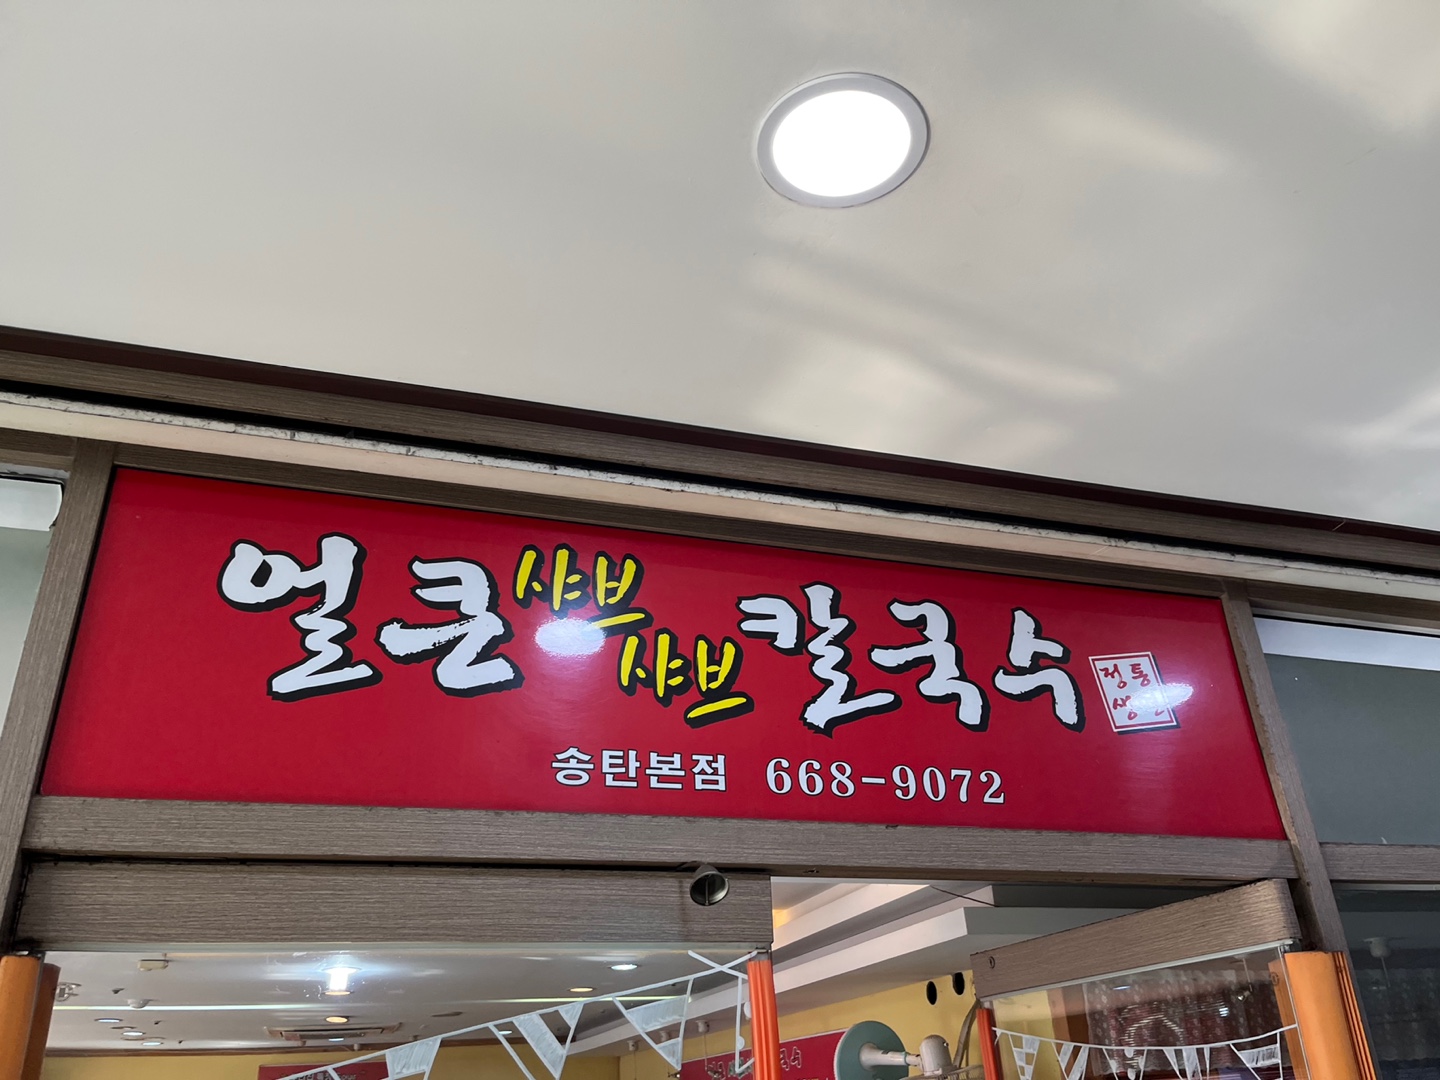 얼큰 샤브샤브 칼국수
정통
송탄본점 668-9072